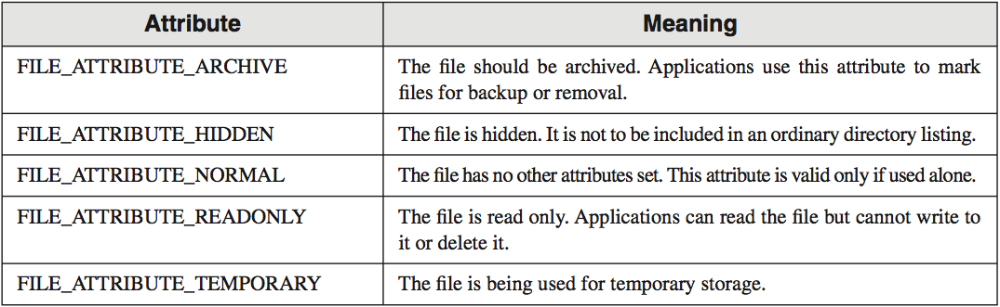 Attribute Meaning
FILE_ATTRIBUTE_ARCHIVE The file should be archived. Applications use this attribute to mark
files for backup or removal.
FILE_ATTRIBUTE_HIDDEN The file is hidden. It is not to be included in an ordinary directory listing.
FILE_ATTRIBUTE_NORMAL The file has no other attributes set. This attribute is valid only if used alone.
FILE_ATTRIBUTE_READONLY The file is read only. Applications can read the file but cannot write to
it or delete it.
FILE_ATTRIBUTE_TEMPORARY The file is being used for temporary storage.